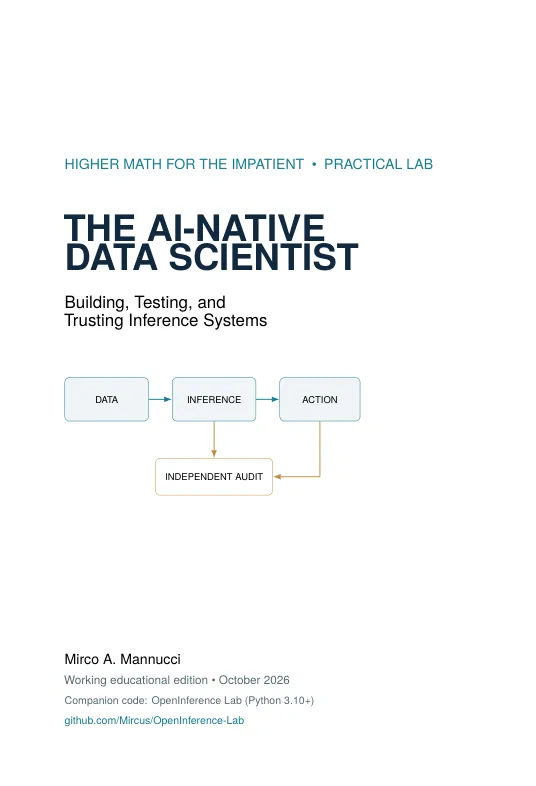 HIGHER MATH FOR THE IMPATIENT • PRACTICAL LAB
THE AI-NATIVE
DATA SCIENTIST
Building, Testing, and
Trusting Inference Systems
DATA
INFERENCE
ACTION
INDEPENDENT AUDIT
Mirco A. Mannucci
Working educational edition • October 2026
Companion code: OpenInference Lab (Python 3.10+)
github.com/Mircus/OpenInference-Lab